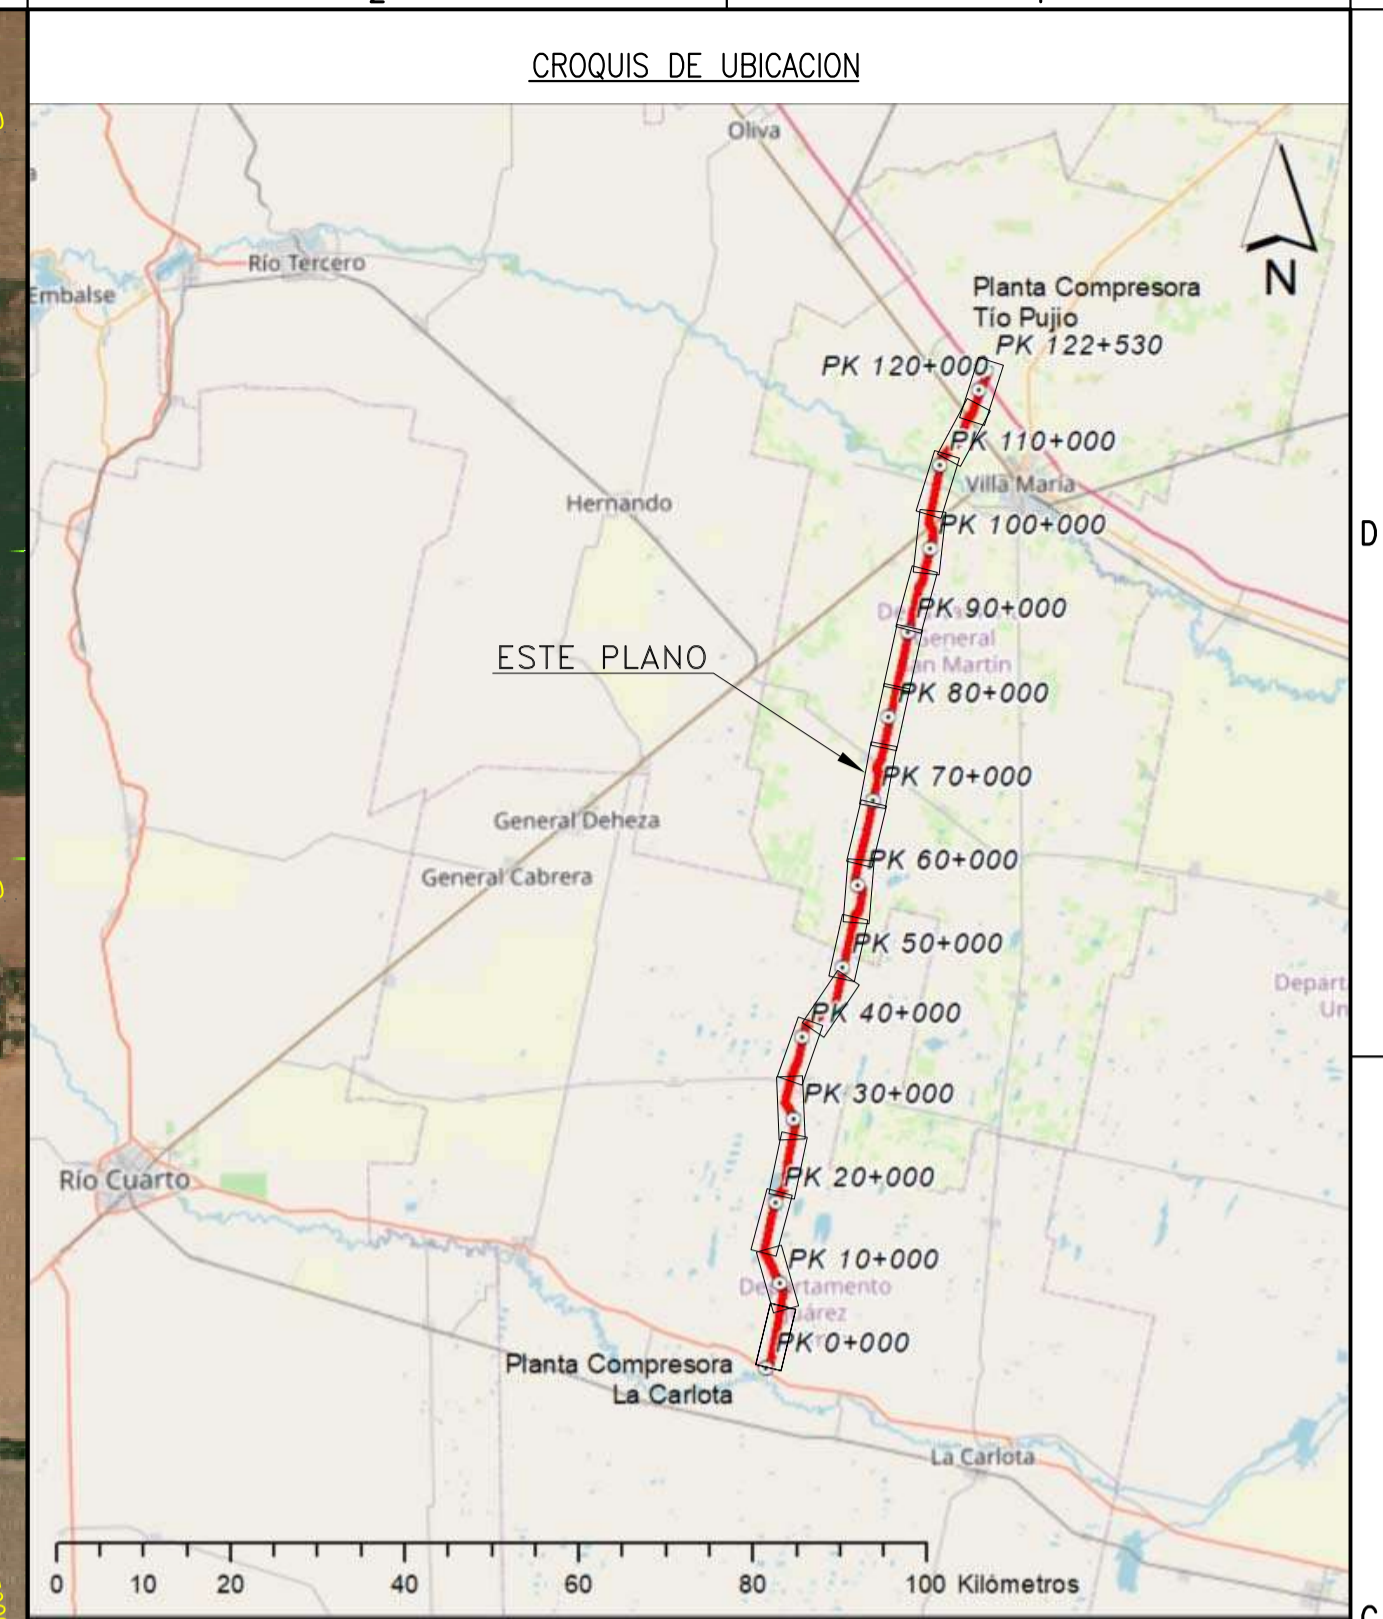 CROQUIS DE UBICACION
Oliva
Río Tercero
Embalse
Planta Compresora
Tío Pujio
N
PK 122+530
PK 120+000
PK 110+000
Villa María
Hernando
PK 100+000
D
PK 90+000
General
ESTE PLANO
PK 80+000
PK 70+000
General Deheza
PK 60+000
General Cabrera
PK 50+000
Depart
Un
PK 40+000
PK 30+000
Río Cuarto
PK 20+000
PK 10+000
PK 0+000
Planta Compresora
La Carlota
La Carlota
0 10 20 40 60 80 100 Kilómetros